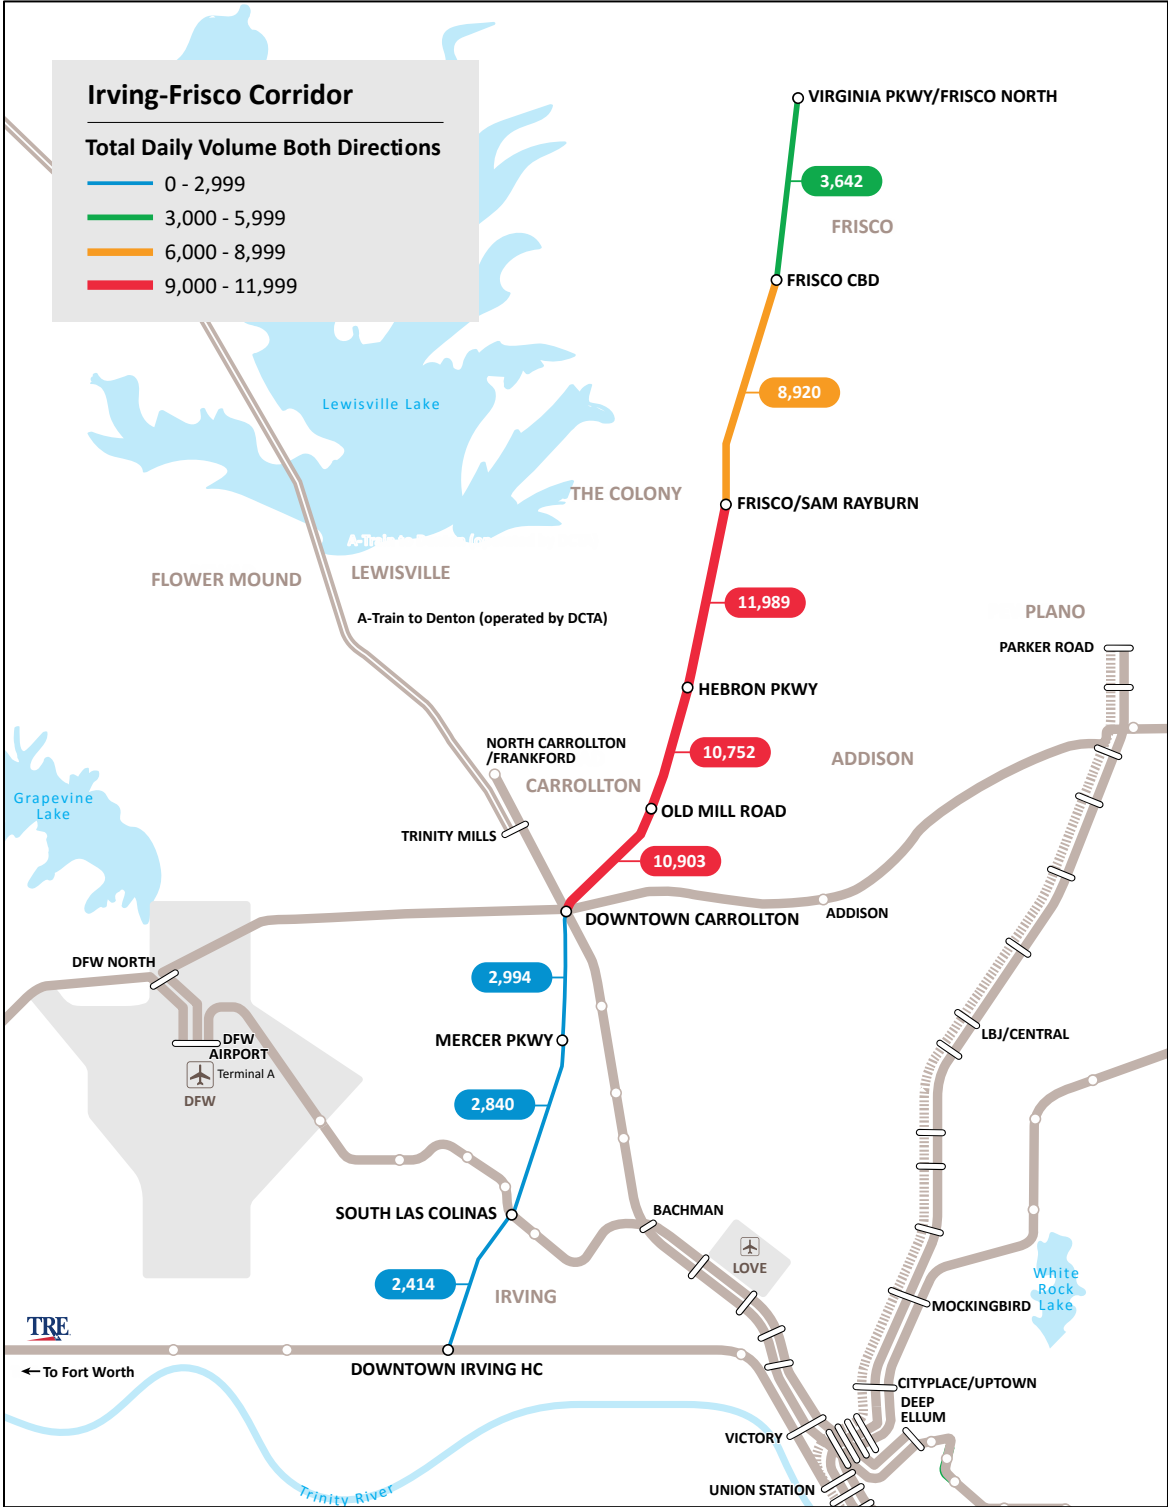 Irving-Frisco Corridor
Total Daily Volume Both Directions
0 - 2,999
3,000 - 5,999
6,000 - 8,999
9,000 - 11,999
VIRGINIA PKWY/FRISCO NORTH
3,642
FRISCO
FRISCO CBD
8,920
Lewisville Lake
THE COLONY
FRISCO/SAM RAYBURN
FLOWER MOUND
LEWISVILLE
11,989
A-Train to Denton (operated by DCTA)
PLANO
PARKER ROAD
HEBRON PKWY
NORTH CARROLLTON
/FRANKFORD
10,752
ADDISON
CARROLLTON
Grapevine
Lake
OLD MILL ROAD
TRINITY MILLS
10,903
DOWNTOWN CARROLLTON
ADDISON
DFW NORTH
2,994
MERCER PKWY
DFW
AIRPORT
Terminal A
DFW
LBJ/CENTRAL
2,840
SOUTH LAS COLINAS
BACHMAN
LOVE
2,414
IRVING
White
Rock
Lake
MOCKINGBIRD
TRE
To Fort Worth
DOWNTOWN IRVING HC
CITYPLACE/UPTOWN
DEEP
ELLUM
VICTORY
UNION STATION
Trinity River